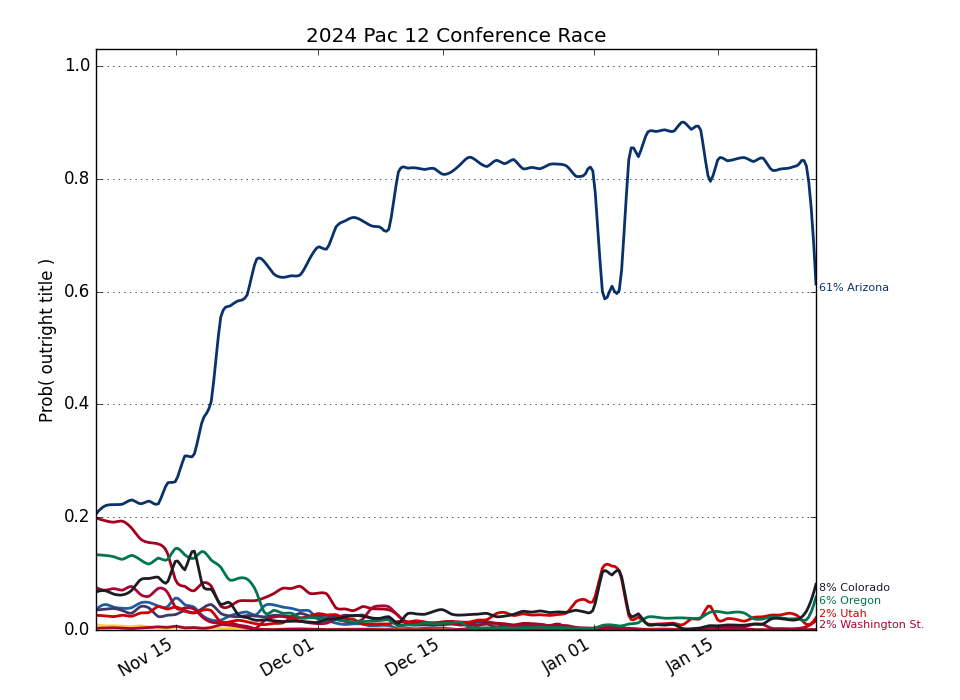 2024 Pac 12 Conference Race
Prob( outright title )
1.0
0.8
0.6
0.4
0.2
0.0
Nov 15
Dec 01
Dec 15
Jan 01
Jan 15
61% Arizona
8% Colorado
6% Oregon
2% Utah
2% Washington St.